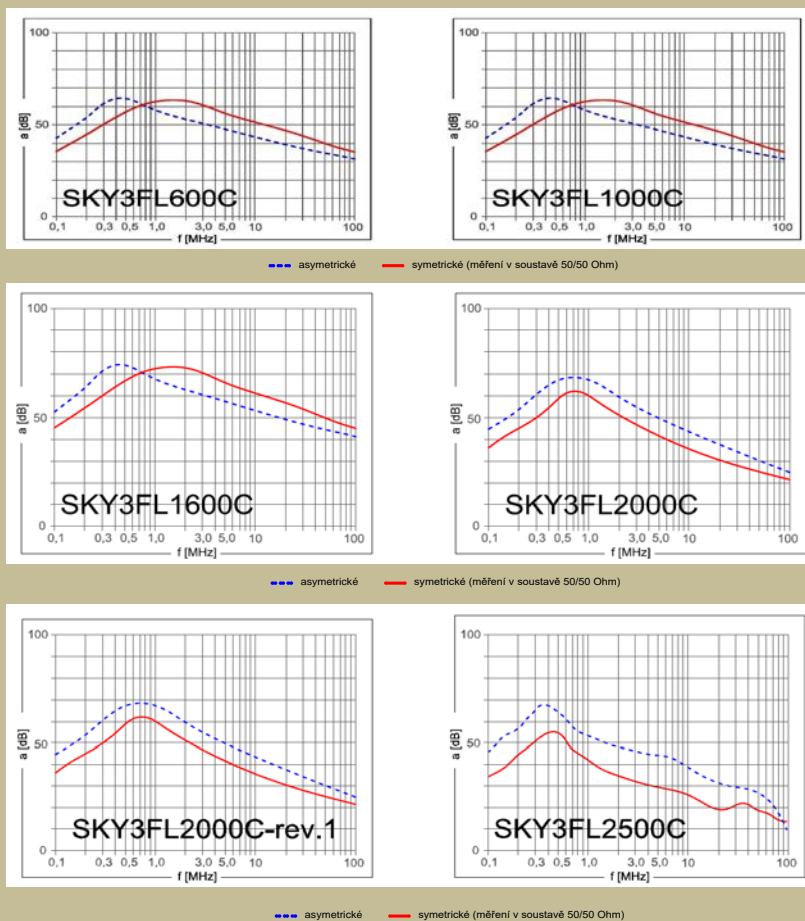 100
50
0
a [dB]
SKY3FL600C
0,1 0,3 0,5 1,0 3,0 5,0 10 100
f [MHz]
100
50
0
a [dB]
SKY3FL1000C
0,1 0,3 0,5 1,0 3,0 5,0 10 100
f [MHz]
asymetrické symetrické (měření v soustavě 50/50 Ohm)
100
50
0
a [dB]
SKY3FL1600C
0,1 0,3 0,5 1,0 3,0 5,0 10 100
f [MHz]
100
50
0
a [dB]
SKY3FL2000C
0,1 0,3 0,5 1,0 3,0 5,0 10 100
f [MHz]
asymetrické symetrické (měření v soustavě 50/50 Ohm)
100
50
0
a [dB]
SKY3FL2000C-rev.1
0,1 0,3 0,5 1,0 3,0 5,0 10 100
f [MHz]
100
50
0
a [dB]
SKY3FL2500C
0,1 0,3 0,5 1,0 3,0 5,0 10 100
f [MHz]
asymetrické symetrické (měření v soustavě 50/50 Ohm)